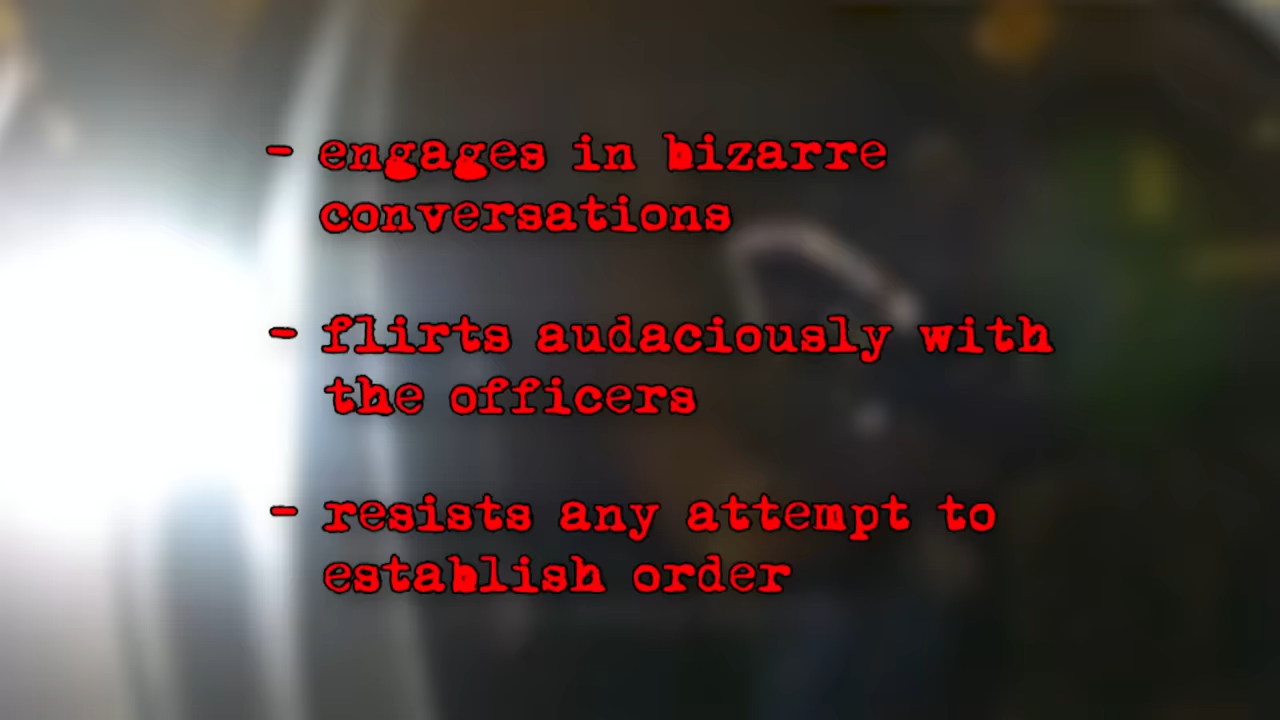 - engages in bizarre
conversations
- flirts audaciously with
the officers
- resists any attempt to
establish order